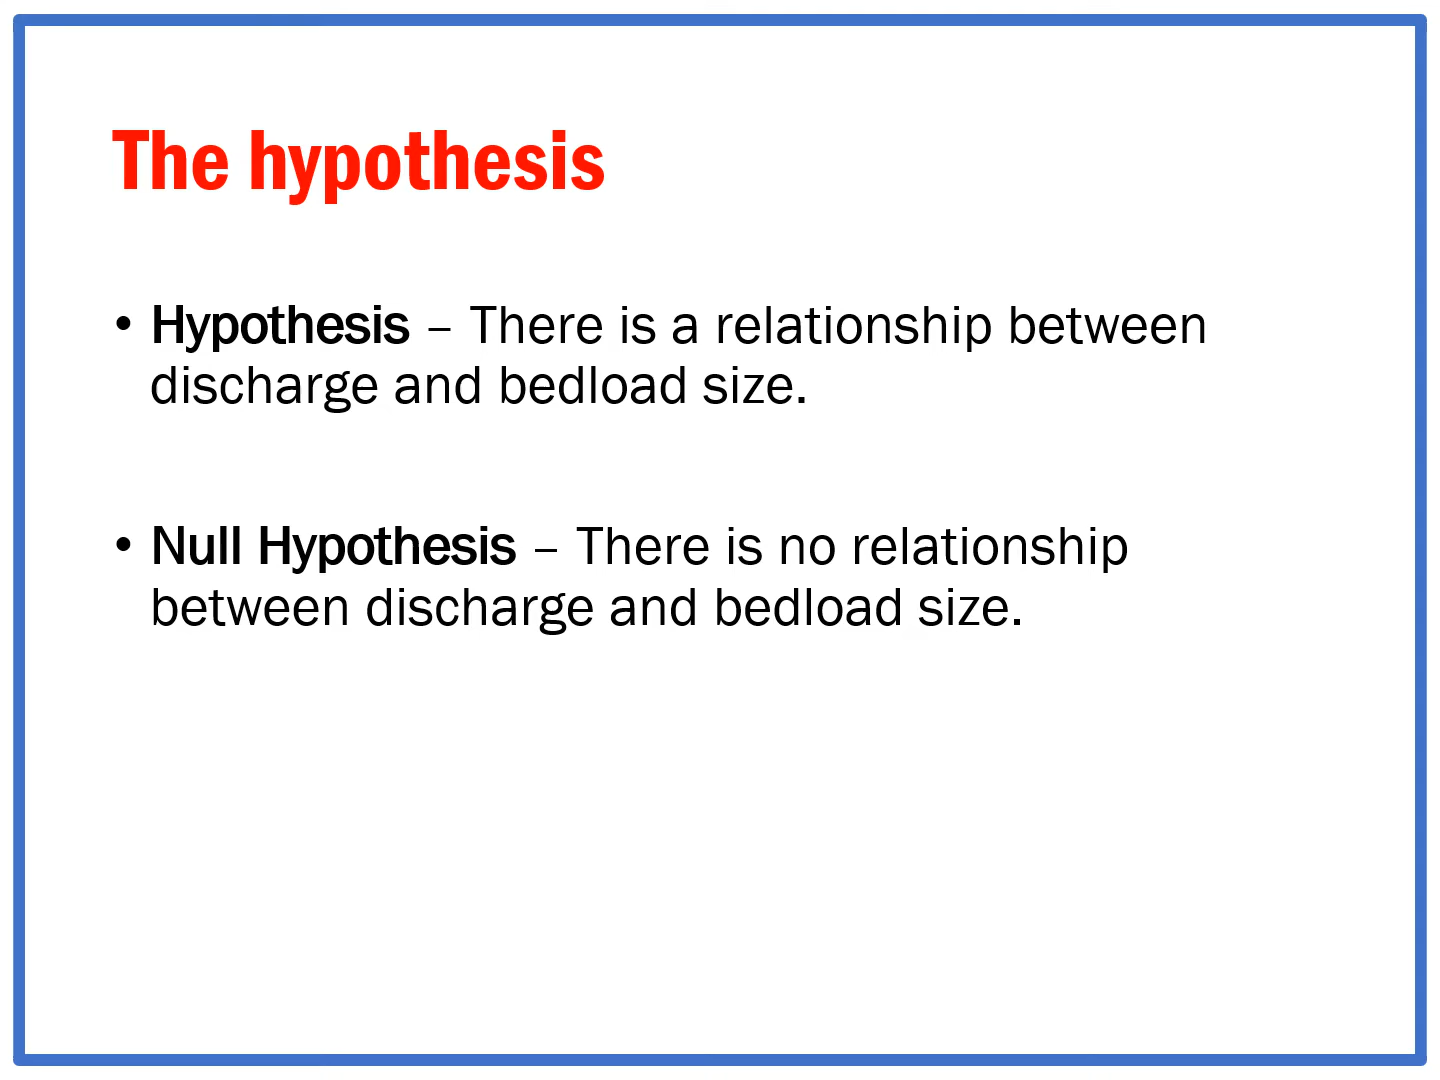 The hypothesis
• Hypothesis – There is a relationship between
discharge and bedload size.
• Null Hypothesis – There is no relationship
between discharge and bedload size.